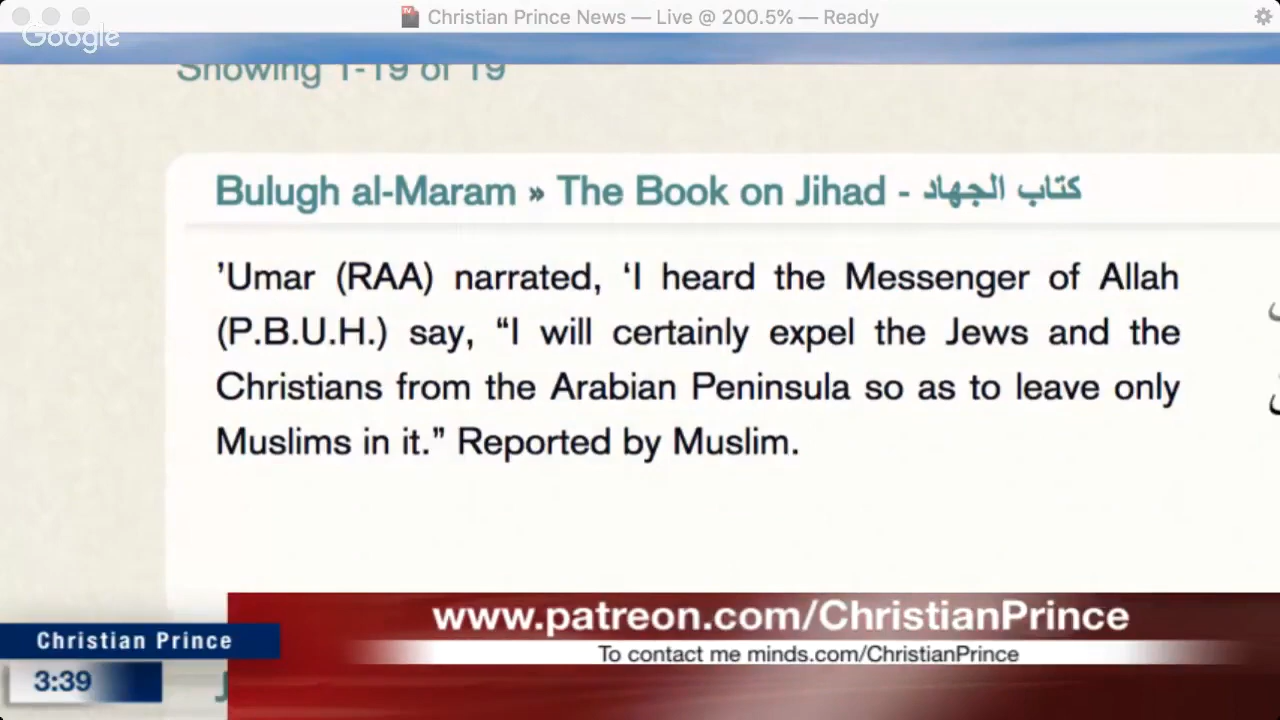 Christian Prince News — Live @ 200.5% — Ready
Google
Showing 1-19 of 19
Bulugh al-Maram » The Book on Jihad - كتاب الجهاد
’Umar (RAA) narrated, ‘I heard the Messenger of Allah
(P.B.U.H.) say, “I will certainly expel the Jews and the
Christians from the Arabian Peninsula so as to leave only
Muslims in it.” Reported by Muslim.
www.patreon.com/ChristianPrince
Christian Prince
To contact me minds.com/ChristianPrince
3:39